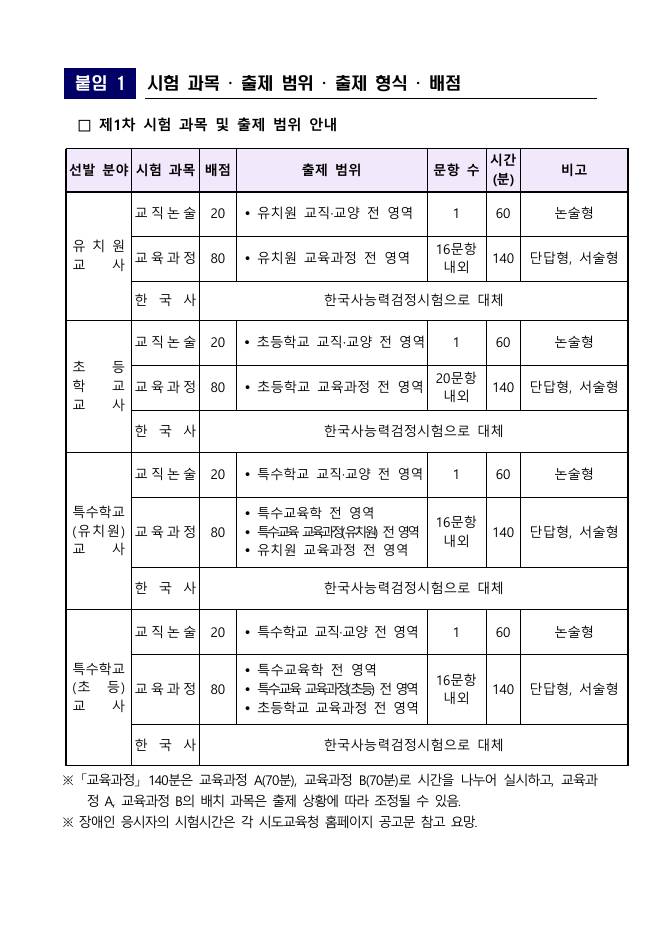 붙임 1 시험 과목 · 출제 범위 · 출제 형식 · 배점
□ 제1차 시험 과목 및 출제 범위 안내
선발 분야 시험 과목 배점 출제 범위 문항 수 시간(분) 비고
유치원 교사
교직논술 20 • 유치원 교직·교양 전 영역 1 60 논술형
교육과정 80 • 유치원 교육과정 전 영역 16문항 내외 140 단답형, 서술형
한국사 한국사능력검정시험으로 대체
초등학교 교사
교직논술 20 • 초등학교 교직·교양 전 영역 1 60 논술형
교육과정 80 • 초등학교 교육과정 전 영역 20문항 내외 140 단답형, 서술형
한국사 한국사능력검정시험으로 대체
특수학교(유치원) 교사
교직논술 20 • 특수학교 교직·교양 전 영역 1 60 논술형
교육과정 80
• 특수교육학 전 영역
• 특수교육 교육과정(유치원) 전 영역
• 유치원 교육과정 전 영역
16문항 내외 140 단답형, 서술형
한국사 한국사능력검정시험으로 대체
특수학교(초등) 교사
교직논술 20 • 특수학교 교직·교양 전 영역 1 60 논술형
교육과정 80
• 특수교육학 전 영역
• 특수교육 교육과정(초등) 전 영역
• 초등학교 교육과정 전 영역
16문항 내외 140 단답형, 서술형
한국사 한국사능력검정시험으로 대체
※「교육과정」140분은 교육과정 A(70분), 교육과정 B(70분)로 시간을 나누어 실시하고, 교육과
정 A, 교육과정 B의 배치 과목은 출제 상황에 따라 조정될 수 있음.
※ 장애인 응시자의 시험시간은 각 시도교육청 홈페이지 공고문 참고 요망.